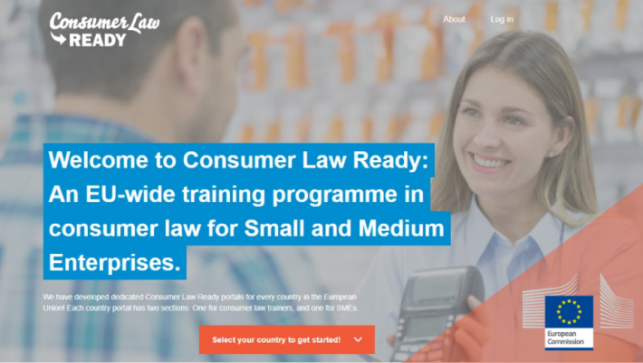 Consumer Law
READY
About
Log in
Welcome to Consumer Law Ready:
An EU-wide training programme in
consumer law for Small and Medium
Enterprises.
We have developed dedicated Consumer Law Ready portals for every country in the European
Union! Each country portal has two sections. One for consumer law trainers, and one for SMEs.
Select your country to get started!
European
Commission